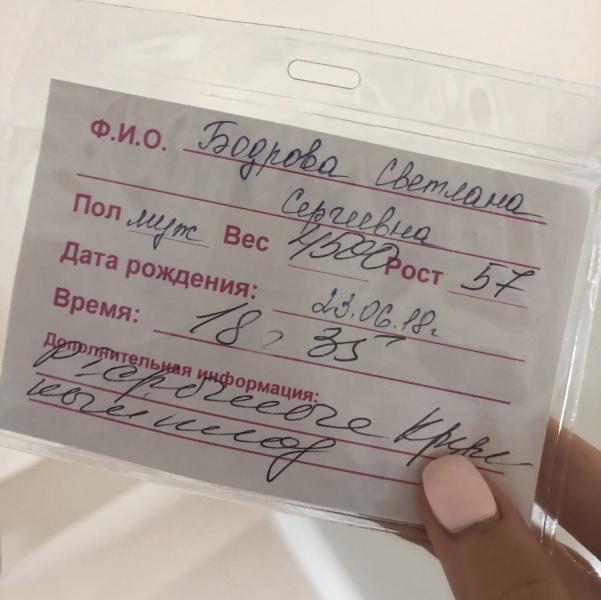 Ф.И.О. Бодрова Светлана
Сергеевна
Пол муж Вес 4500 Рост 57
Дата рождения: 23.06.18г.
Время: 18 35
Дополнительная информация:
плод